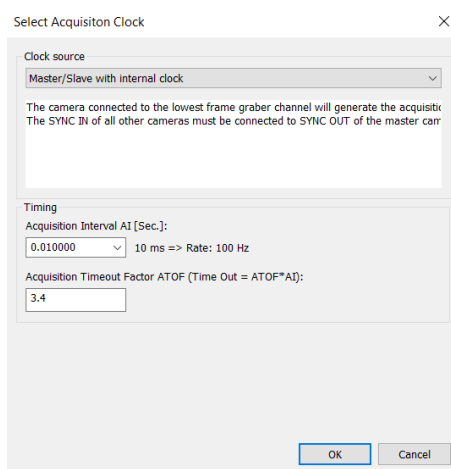 Select Acquisiton Clock
Clock source
Master/Slave with internal clock
The camera connected to the lowest frame graber channel will generate the
The SYNC IN of all other cameras must be connected to SYNC OUT of the master
Timing
Acquisition Interval AI [Sec.]:
0.010000 10 ms => Rate: 100 Hz
Acquisition Timeout Factor ATOF (Time Out = ATOF*AI):
3.4
OK Cancel